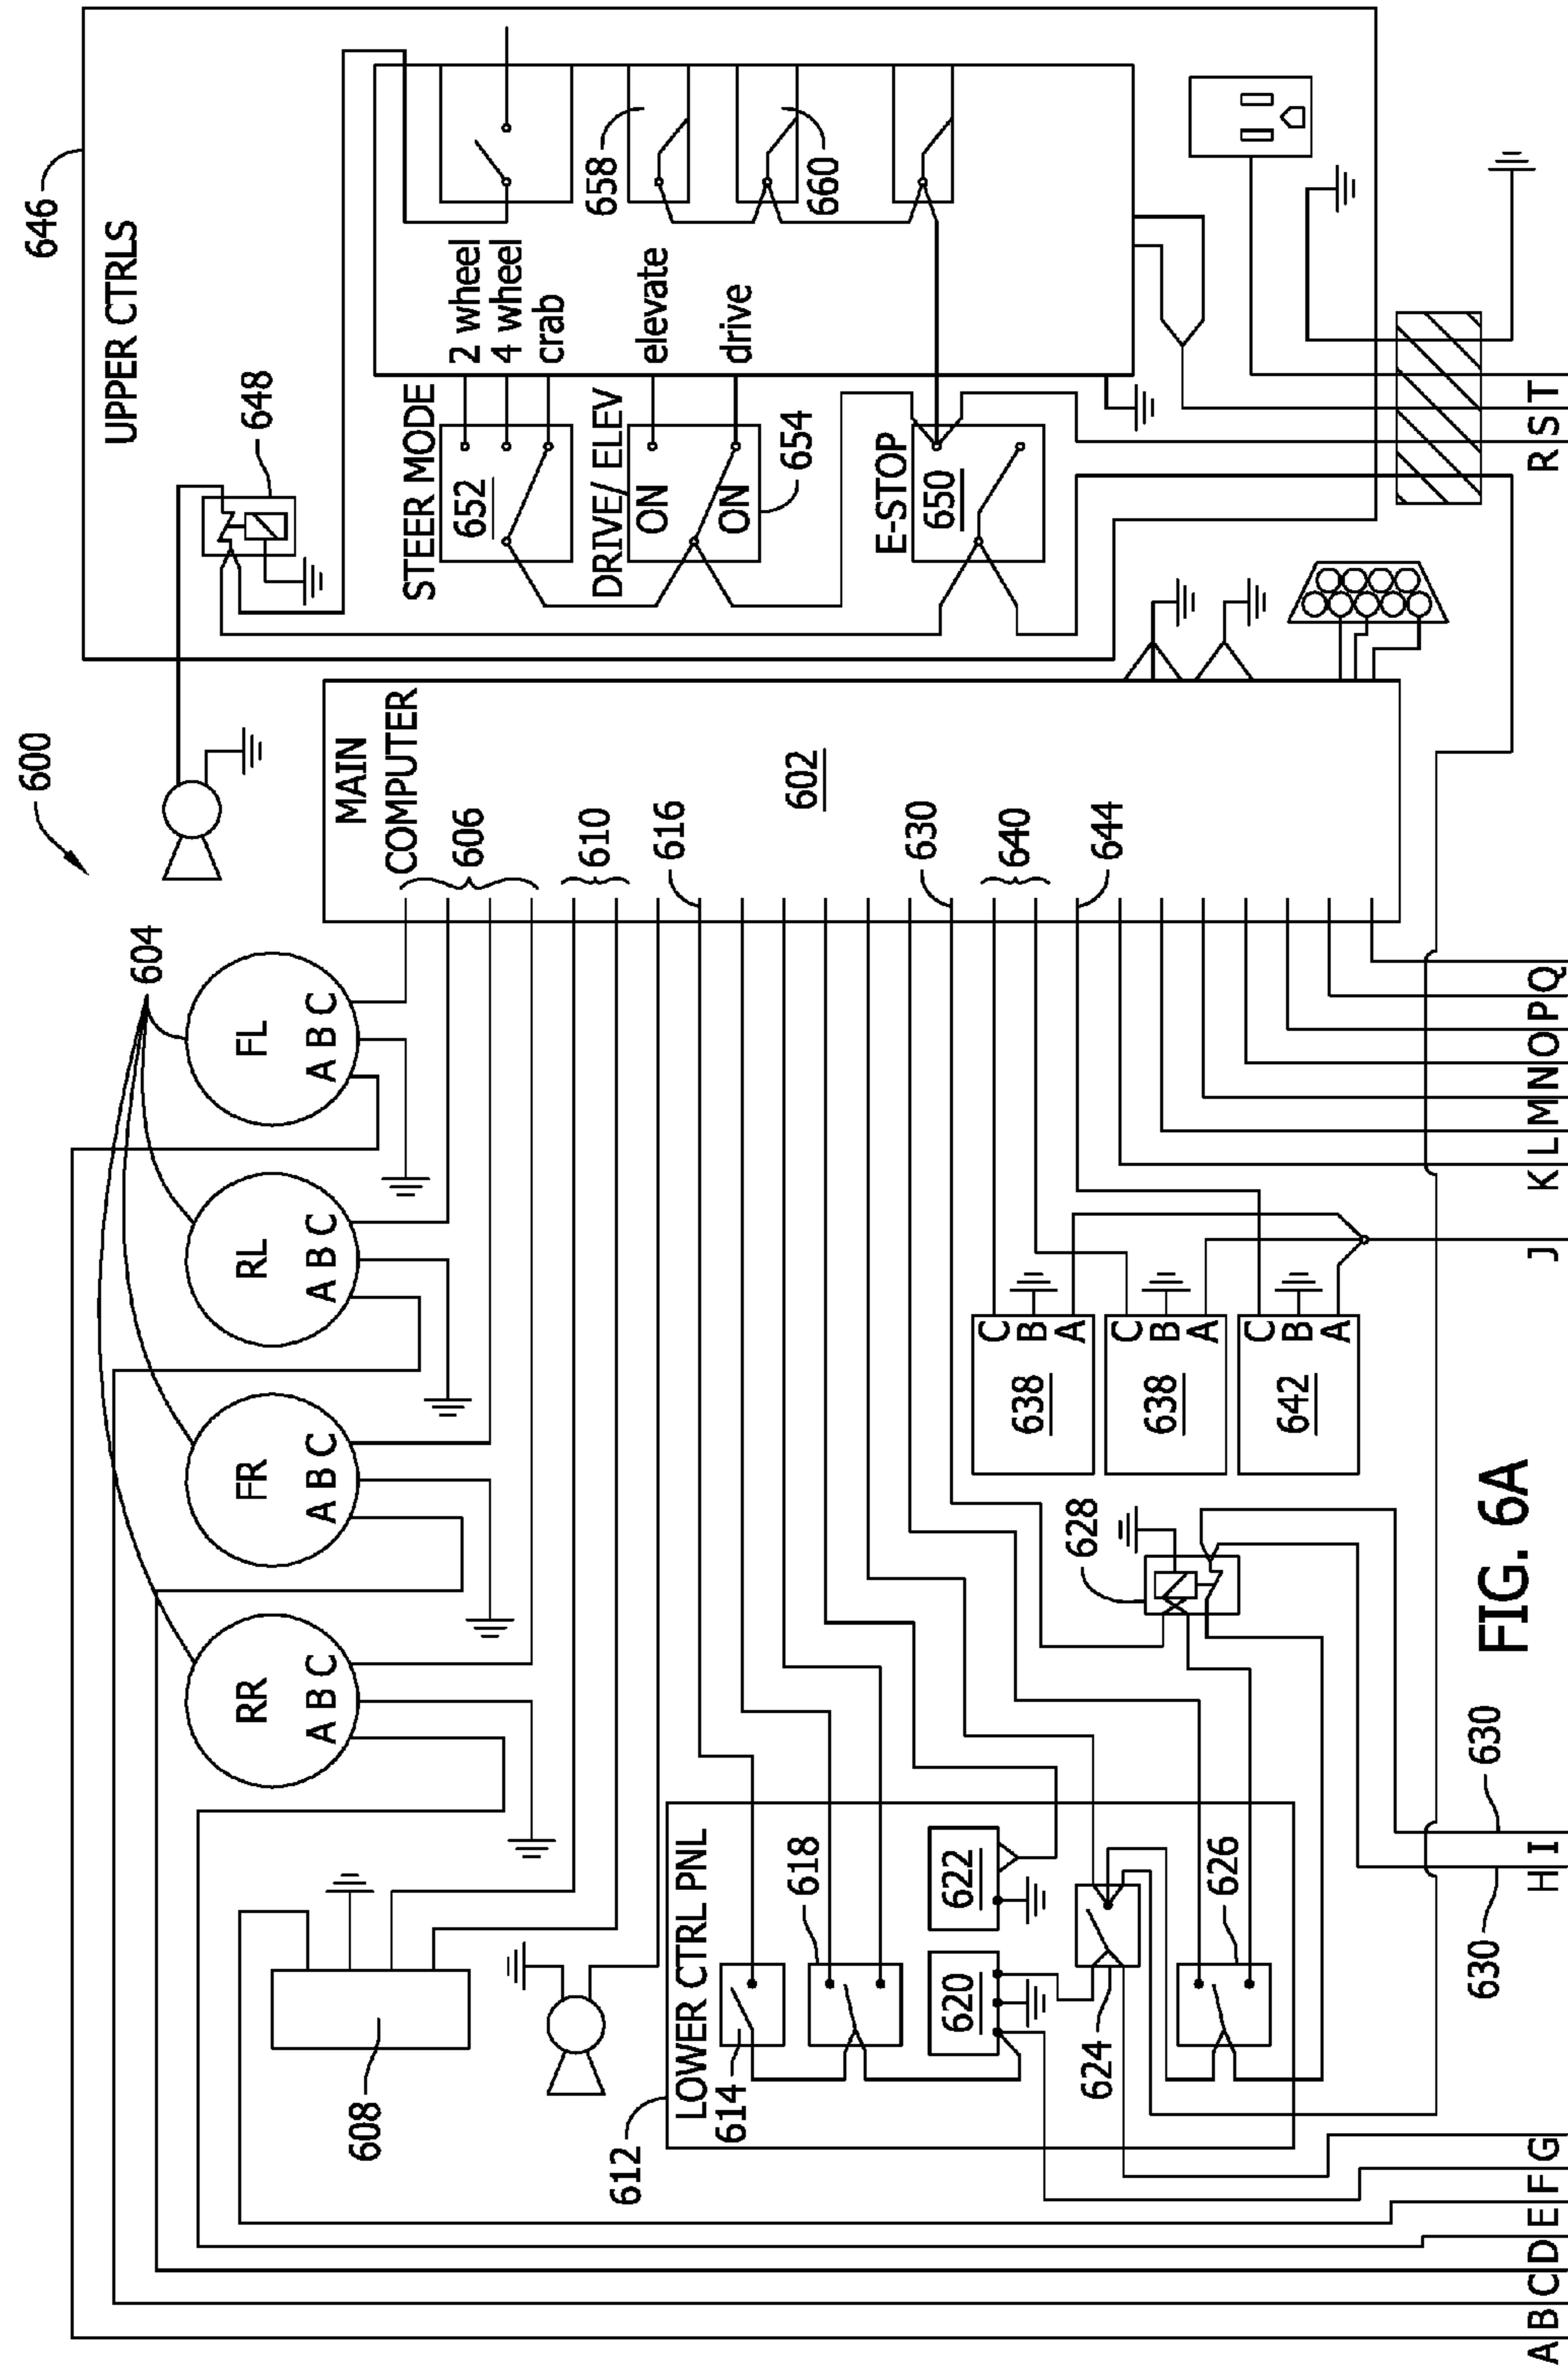 646
UPPER CTRLS
600
648
STEER MODE
652
2 wheel
4 wheel
crab
DRIVE/ ELEV
ON
ON
654
elevate
drive
658
660
E-STOP
650
MAIN
COMPUTER
602
606
610
616
630
640
644
604
FL
A B C
RL
A B C
FR
A B C
RR
A B C
608
612
LOWER CTRL PNL
614
618
620
622
624
626
628
C
B
A
638
C
B
A
638
C
B
A
642
630
630
A B C D E F G
H I
J
K L M N O P Q
R S T
FIG. 6A